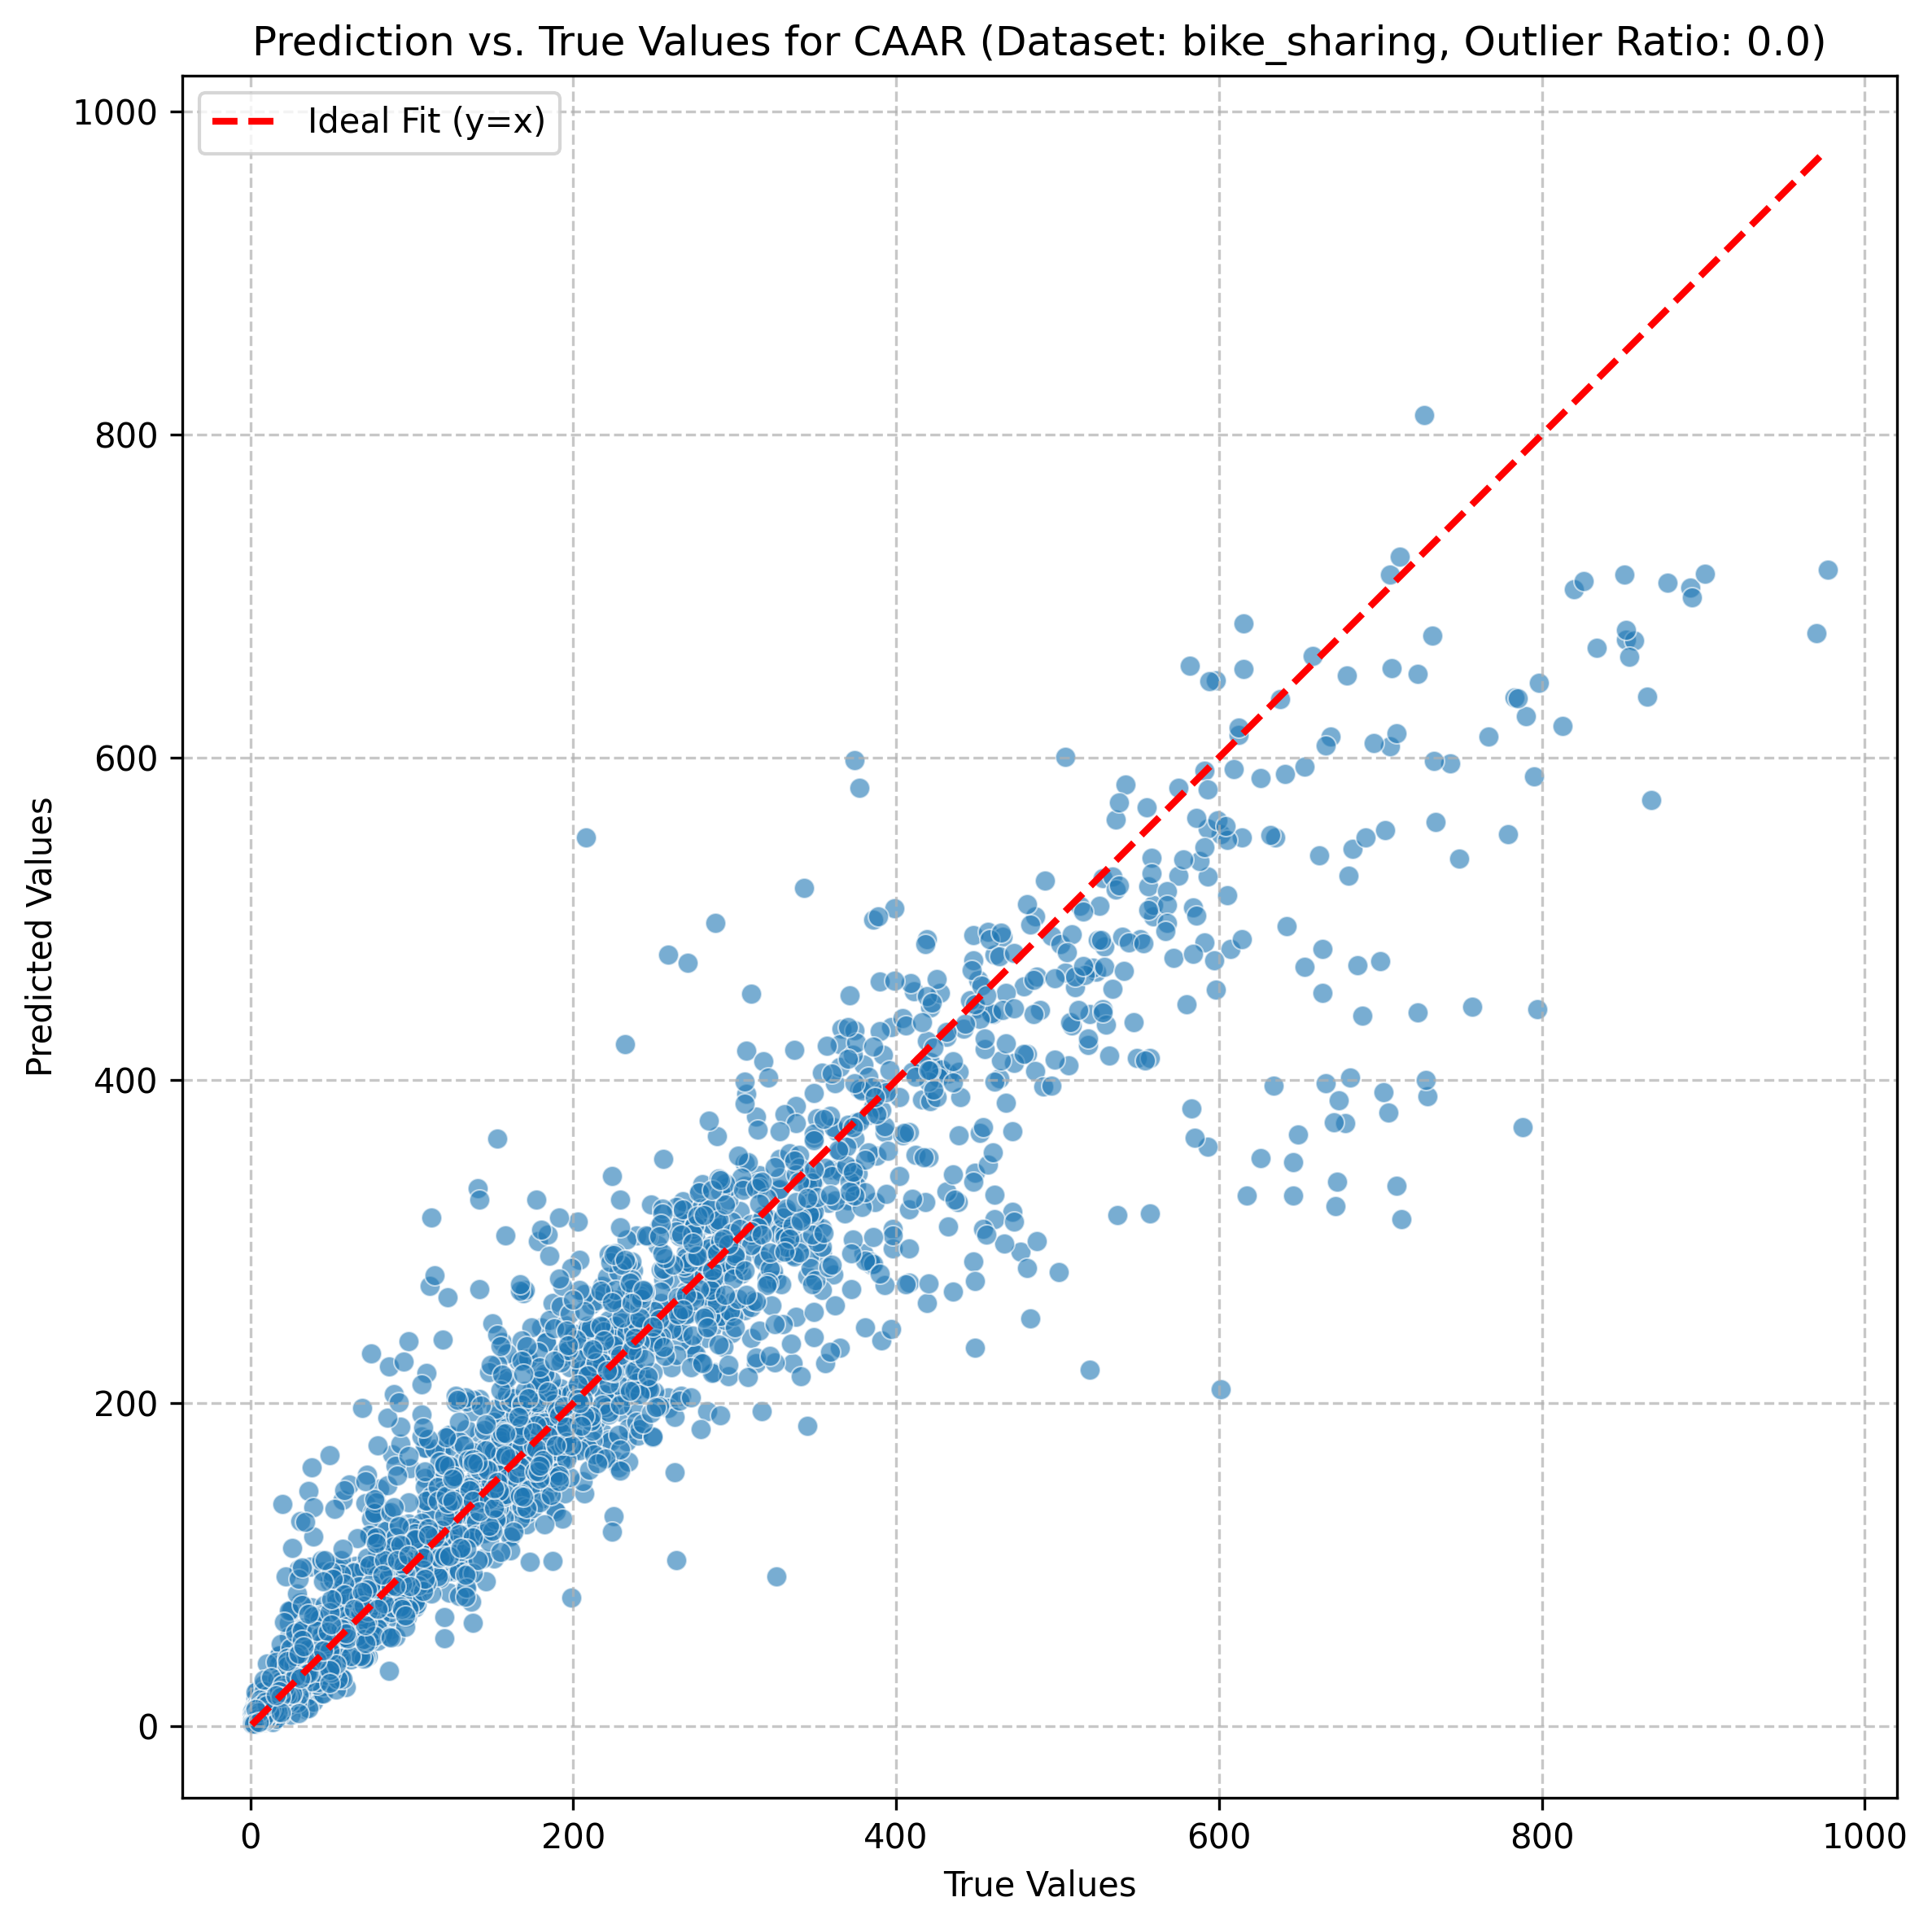 Prediction vs. True Values for CAAR (Dataset: bike_sharing, Outlier Ratio: 0.0)
Ideal Fit (y=x)
1000
800
600
400
200
0
Predicted Values
0 200 400 600 800 1000
True Values